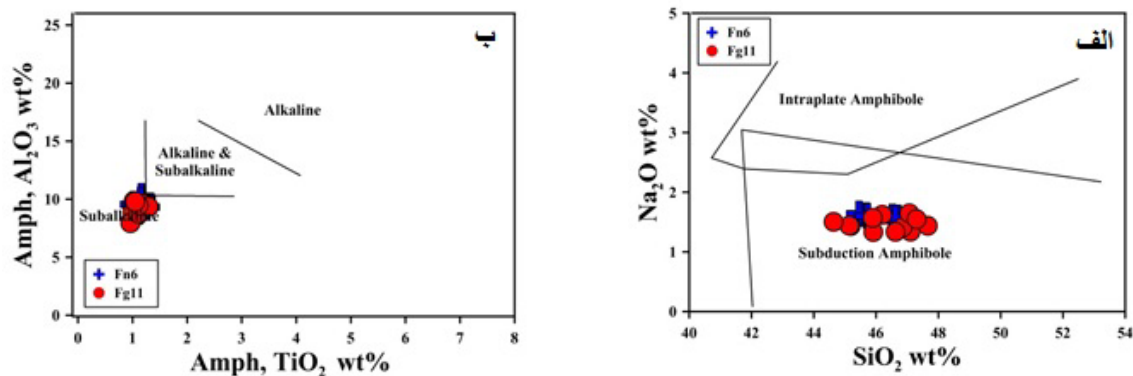 ب
25
20
15
10
5
0
Amph, Al₂O₃ wt%
Alkaline
Alkaline &
Subalkaline
Subalkaline
Fn6
Fg11
0 1 2 3 4 5 6 7 8
Amph, TiO₂ wt%
الف
5
4
3
2
1
0
Na₂O wt%
Fn6
Fg11
Intraplate Amphibole
Subduction Amphibole
40 42 44 46 48 50 52 54
SiO₂ wt%